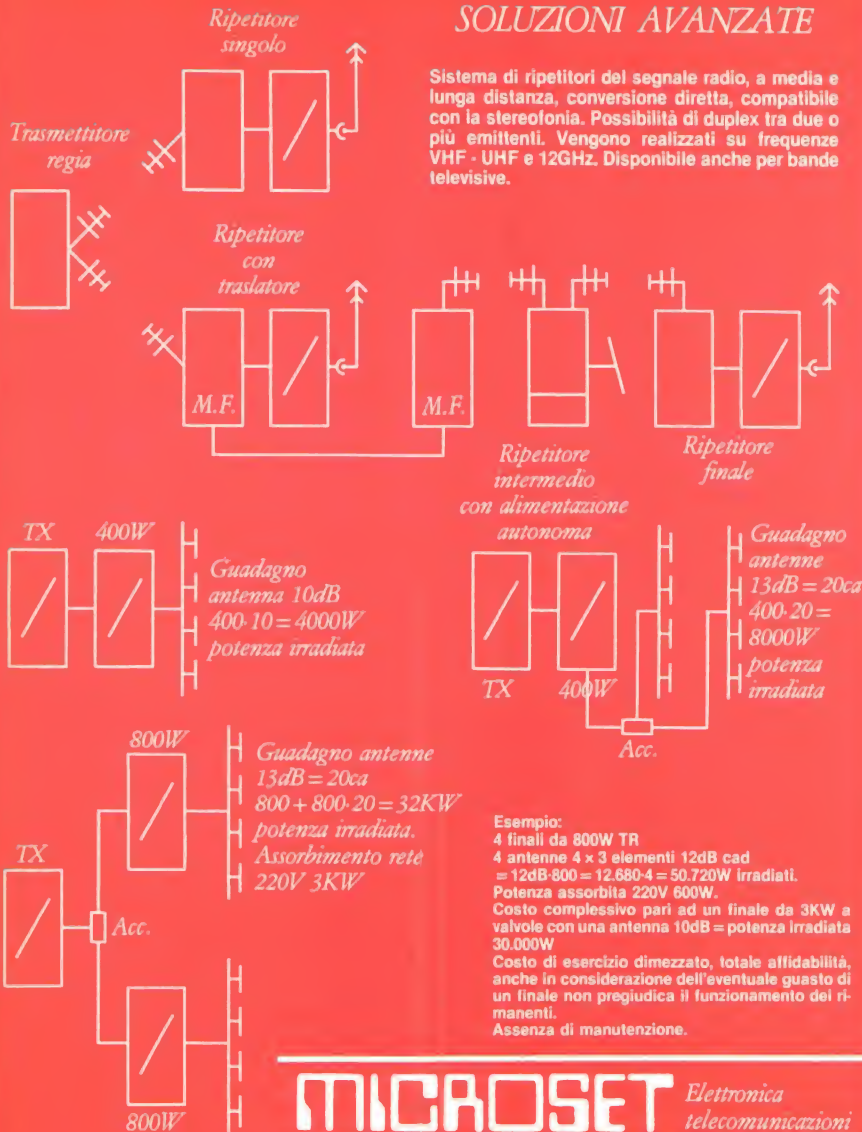 SOLUZIONI AVANZATE
Sistema di ripetitori del segnale radio, a media e
lunga distanza, conversione diretta, compatibile
con la stereofonia. Possibilità di duplex tra due o
più emittenti. Vengono realizzati su frequenze
VHF - UHF e 12GHz. Disponibile anche per bande
televisive.
Ripetitore
singolo
Trasmettitore
regia
Ripetitore
con
traslatore
M.F.
M.F.
Ripetitore
intermedio
con alimentazione
autonoma
Ripetitore
finale
TX 400W
Guadagno
antenna 10dB
400·10=4000W
potenza irradiata
TX 400W
Acc.
Guadagno
antenne
13dB=20ca
400·20=
8000W
potenza
irradiata
TX
800W
Acc.
800W
Guadagno antenne
13dB=20ca
800+800·20=32KW
potenza irradiata.
Assorbimento rete
220V 3KW
Esempio:
4 finali da 800W TR
4 antenne 4 x 3 elementi 12dB cad
=12dB·800=12.680·4=50.720W irradiati.
Potenza assorbita 220V 600W.
Costo complessivo pari ad un finale da 3KW a
valvole con una antenna 10dB=potenza irradiata
30.000W
Costo di esercizio dimezzato, totale affidabilità,
anche in considerazione dell'eventuale guasto di
un finale non pregiudica il funzionamento dei ri-
manenti.
Assenza di manutenzione.
MICROSET
Elettronica
telecomunicazioni